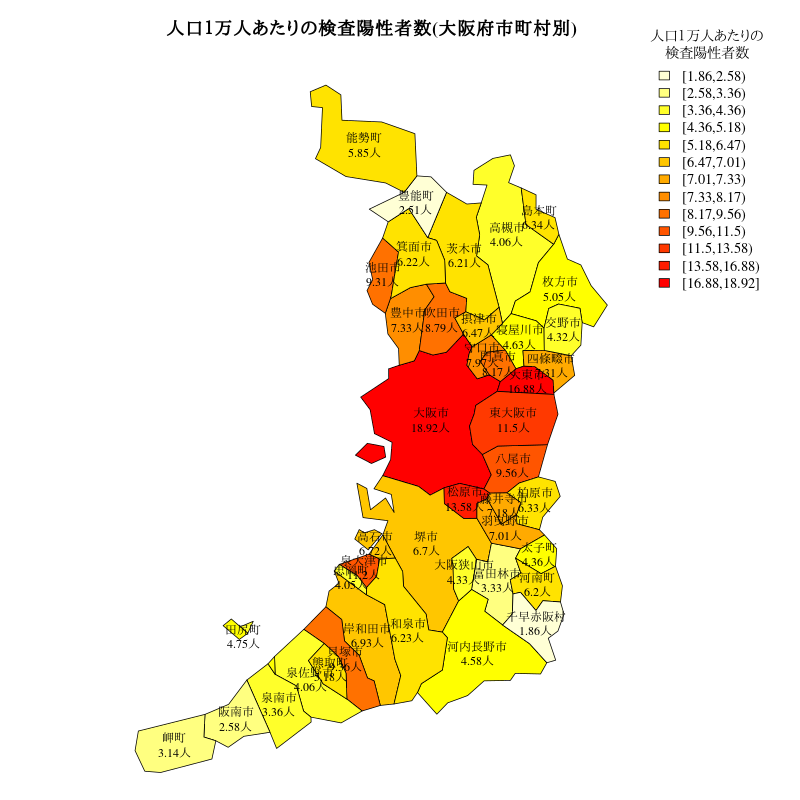 人口1万人あたりの検査陽性者数(大阪府市町村別)
人口1万人あたりの
検査陽性者数
[1.86,2.58)
[2.58,3.36)
[3.36,4.36)
[4.36,5.18)
[5.18,6.47)
[6.47,7.01)
[7.01,7.33)
[7.33,8.17)
[8.17,9.56)
[9.56,11.5)
[11.5,13.58)
[13.58,16.88)
[16.88,18.92]
能勢町
5.85人
豊能町
2.51人
島本町
6.34人
高槻市
4.06人
箕面市
6.22人
茨木市
6.21人
池田市
9.31人
枚方市
5.05人
豊中市
7.33人
吹田市
8.79人
摂津市
6.47人
寝屋川市
4.63人
交野市
4.32人
守口市
7.97人
門真市
8.17人
四條畷市
7.31人
大東市
16.88人
大阪市
18.92人
東大阪市
11.5人
八尾市
9.56人
松原市
13.58人
藤井寺市
7.18人
柏原市
6.33人
羽曳野市
7.01人
高石市
6.72人
堺市
6.7人
泉大津市
忠岡町
4.05人
大阪狭山市
4.33人
富田林市
3.33人
太子町
4.36人
河南町
6.2人
千早赤阪村
1.86人
田尻町
4.75人
岸和田市
6.93人
和泉市
6.23人
貝塚市
熊取町
5.18人
河内長野市
4.58人
泉佐野市
4.06人
泉南市
3.36人
阪南市
2.58人
岬町
3.14人